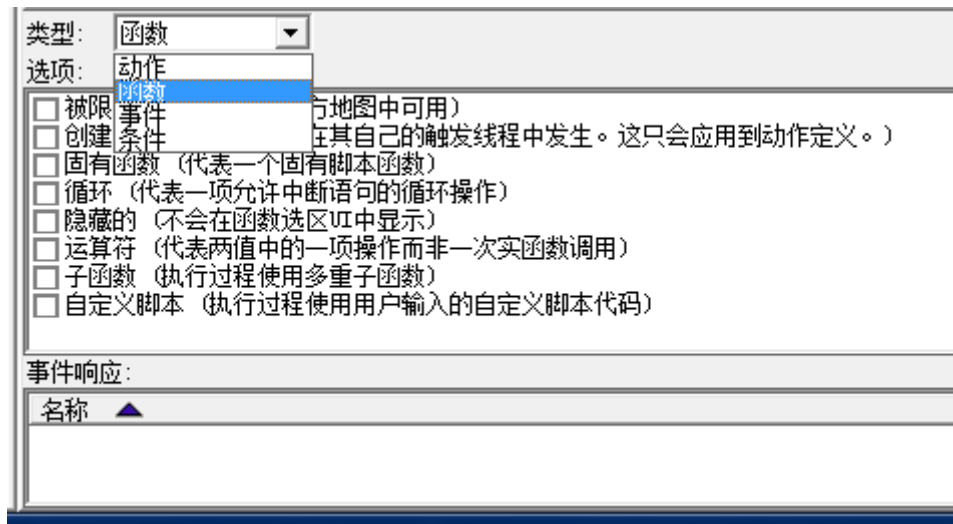 类型: 函数
选项:
动作
函数
事件
条件
被限 方地图中可用)
创建 在其自己的触发线程中发生。这只会应用到动作定义。)
固有函数 (代表一个固有脚本函数)
循环 (代表一项允许中断语句的循环操作)
隐藏的 (不会在函数选区UI中显示)
运算符 (代表两值中的一项操作而非一次实函数调用)
子函数 (执行过程使用多重子函数)
自定义脚本 (执行过程使用用户输入的自定义脚本代码)
事件响应:
名称